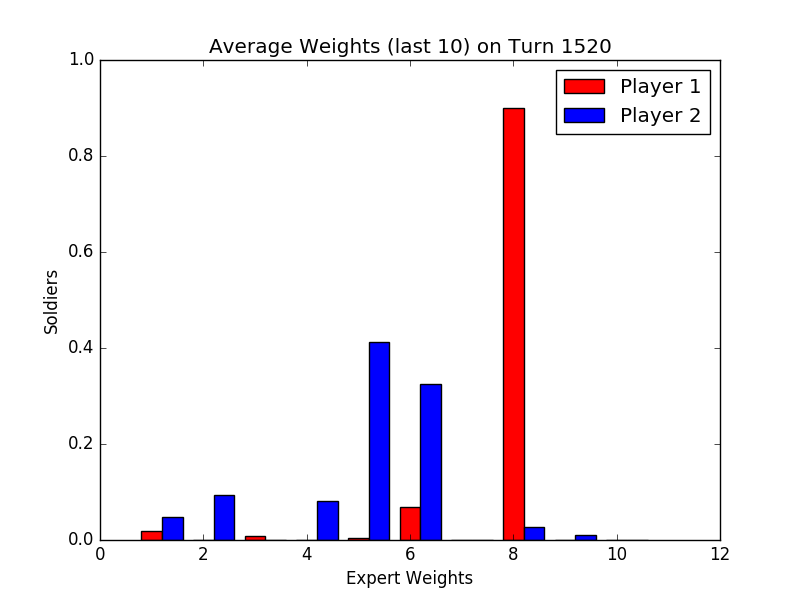 Average Weights (last 10) on Turn 1520
1.0
0.8
0.6
0.4
0.2
0.0
Soldiers
Player 1
Player 2
0 2 4 6 8 10 12
Expert Weights